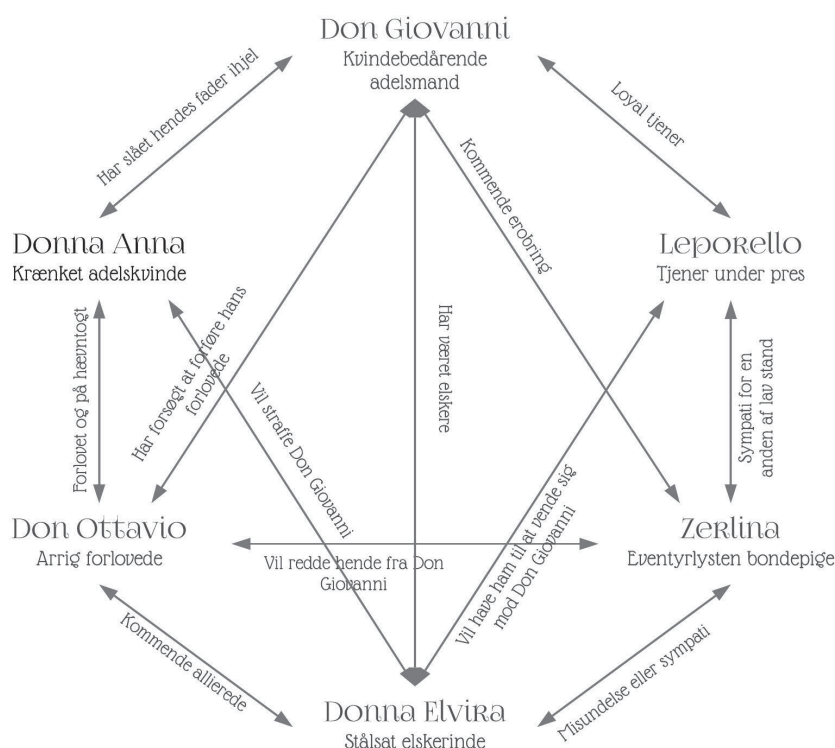 Don Giovanni
Kvindebedårende
adelsmand
Har slået hendes fader ihjel
Loyal tjener
Kommende erobring
Donna Anna
Krænket adelskvinde
Leporello
Tjener under pres
Forlovet og på hævntogt
Har forsøgt at forføre hans
forlovede
Vil straffe Don Giovanni
Har været elskere
Vil have ham til at vende sig
mod Don Giovanni
Sympati for en
anden af lav stand
Don Ottavio
Arrig forlovede
Vil redde hende fra Don
Giovanni
Zerlina
Eventyrlysten bondepige
Kommende allierede
Misundelse eller sympati
Donna Elvira
Stålsat elskerinde